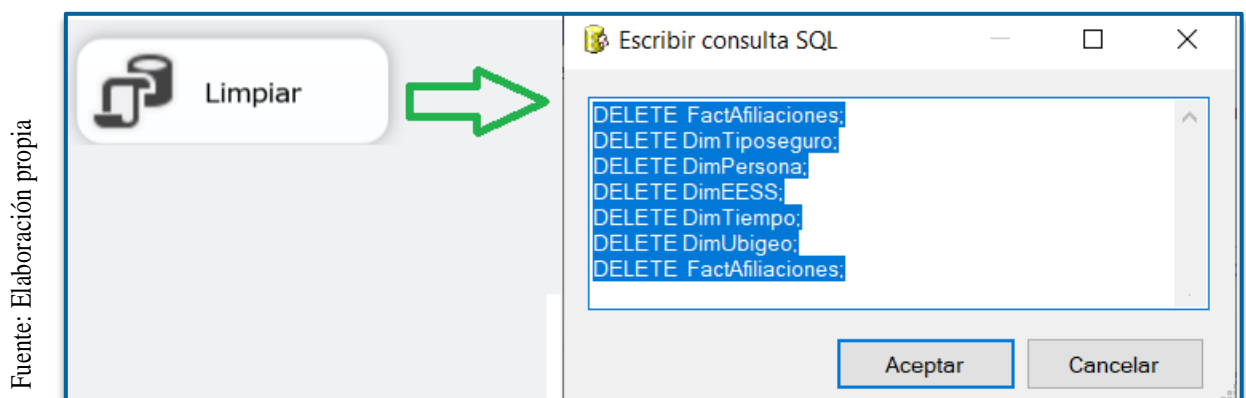 Fuente: Elaboración propia
Limpiar
Escribir consulta SQL
DELETE  FactAfiliaciones;
DELETE DimTiposeguro;
DELETE DimPersona;
DELETE DimEESS;
DELETE DimTiempo;
DELETE DimUbigeo;
DELETE  FactAfiliaciones;
Aceptar
Cancelar